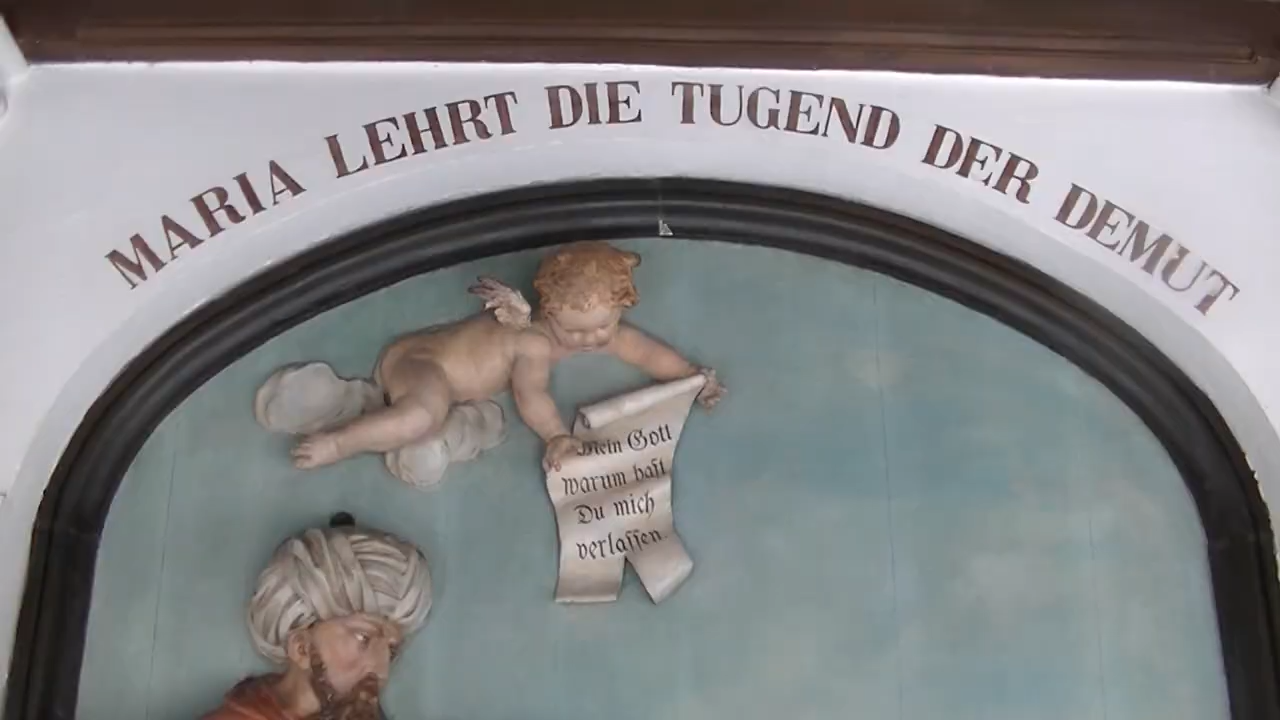 MARIA LEHRT DIE TUGEND DER DEMUT
Mein Gott
warum hast
Du mich
verlassen.